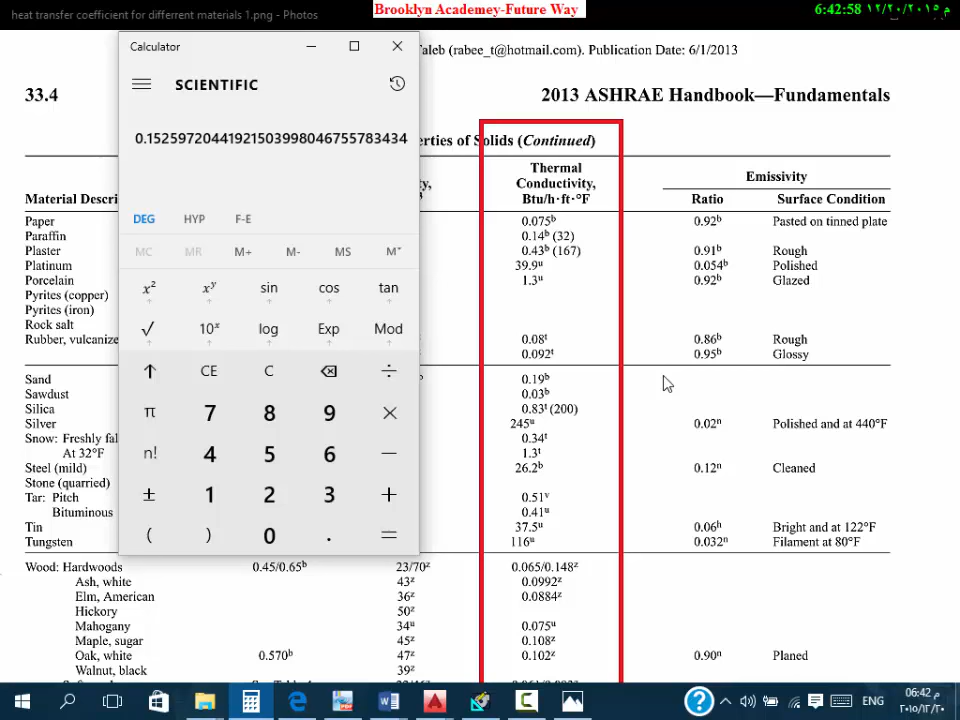 heat transfer coefficient for differrent materials 1.png - Photos
Brooklyn Academey-Future Way
6:42:58 م ١٢/٢٠/٢٠١٥
Taleb (rabee_t@hotmail.com). Publication Date: 6/1/2013
33.4
2013 ASHRAE Handbook—Fundamentals
Calculator
SCIENTIFIC
0.1525972044192150399804675578343
DEG HYP F-E
MC MR M+ M- MS M˅
x² xʸ sin cos tan
√ 10ˣ log Exp Mod
↑ CE C ⌫ ÷
π 7 8 9 ×
n! 4 5 6 −
± 1 2 3 +
( ) 0 . =
erties of Solids (Continued)
Material Descri
Thermal Conductivity, Btu/h·ft·°F
Emissivity
Ratio Surface Condition
Paper 0.075ᵇ 0.92ᵇ Pasted on tinned plate
Paraffin 0.14ᵇ (32)
Plaster 0.43ᵇ (167) 0.91ᵇ Rough
Platinum 39.9ᵘ 0.054ᵇ Polished
Porcelain 1.3ᵘ 0.92ᵇ Glazed
Pyrites (copper)
Pyrites (iron)
Rock salt
Rubber, vulcanize 0.08ᵗ 0.86ᵇ Rough
0.092ᵗ 0.95ᵇ Glossy
Sand 0.19ᵇ
Sawdust 0.03ᵇ
Silica 0.83ᵗ (200)
Silver 245ᵘ 0.02ⁿ Polished and at 440°F
Snow: Freshly fal 0.34ᵗ
At 32°F 1.3ᵗ
Steel (mild) 26.2ᵇ 0.12ⁿ Cleaned
Stone (quarried)
Tar: Pitch 0.51ᵛ
Bituminous 0.41ᵘ
Tin 37.5ᵘ 0.06ʰ Bright and at 122°F
Tungsten 116ᵘ 0.032ⁿ Filament at 80°F
Wood: Hardwoods 0.45/0.65ᵇ 23/70ᶻ 0.065/0.148ᶻ
Ash, white 43ᶻ 0.0992ᶻ
Elm, American 36ᶻ 0.0884ᶻ
Hickory 50ᶻ
Mahogany 34ᵘ 0.075ᵘ
Maple, sugar 45ᶻ 0.108ᶻ
Oak, white 0.570ᵇ 47ᶻ 0.102ᶻ 0.90ⁿ Planed
Walnut, black 39ᶻ
ENG
06:42 م
٢٠١٥/١٢/٢٠